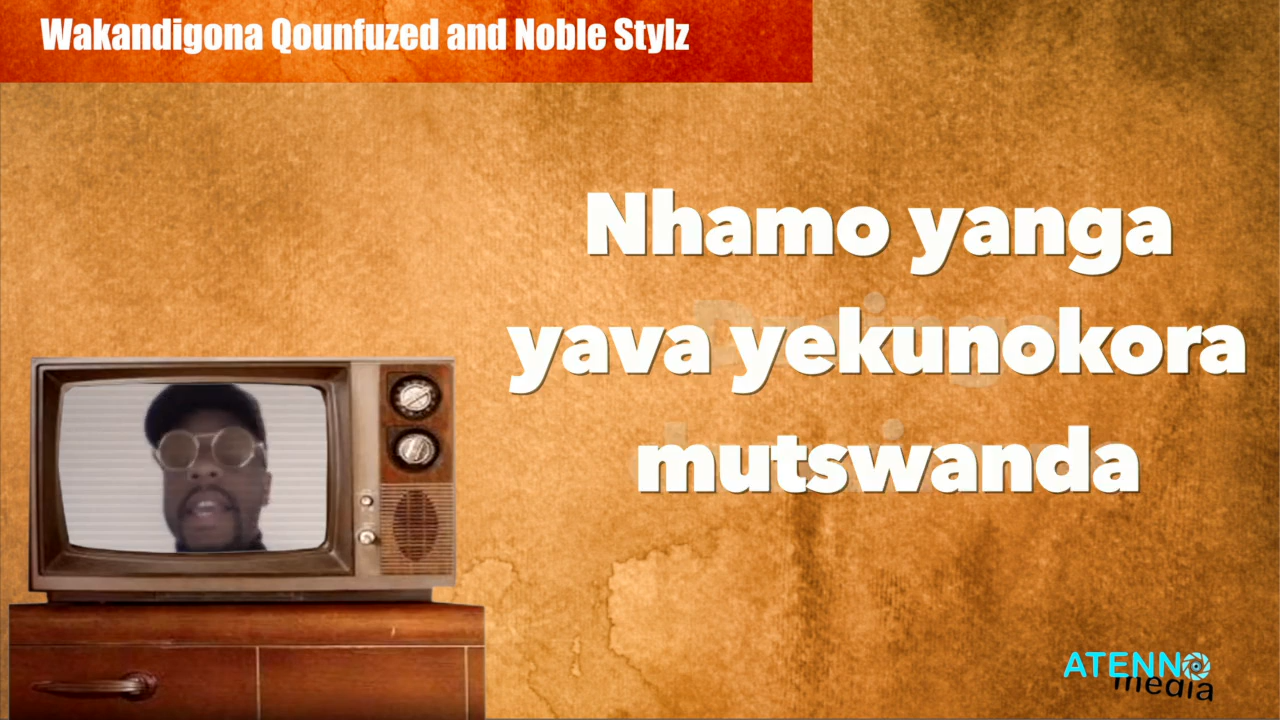 Wakandigona Qounfuzed and Noble Stylz
Nhamo yanga
yava yekunokora
mutswanda
ATENNO
media